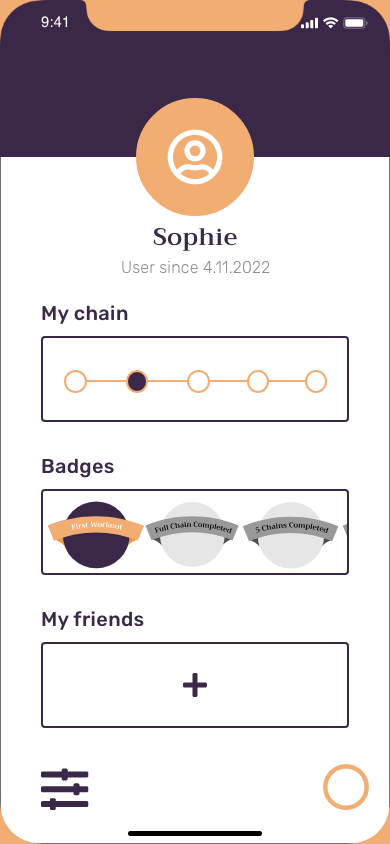 9:41
Sophie
User since 4.11.2022
My chain
Badges
First Workout
Full Chain Completed
5 Chains Completed
My friends